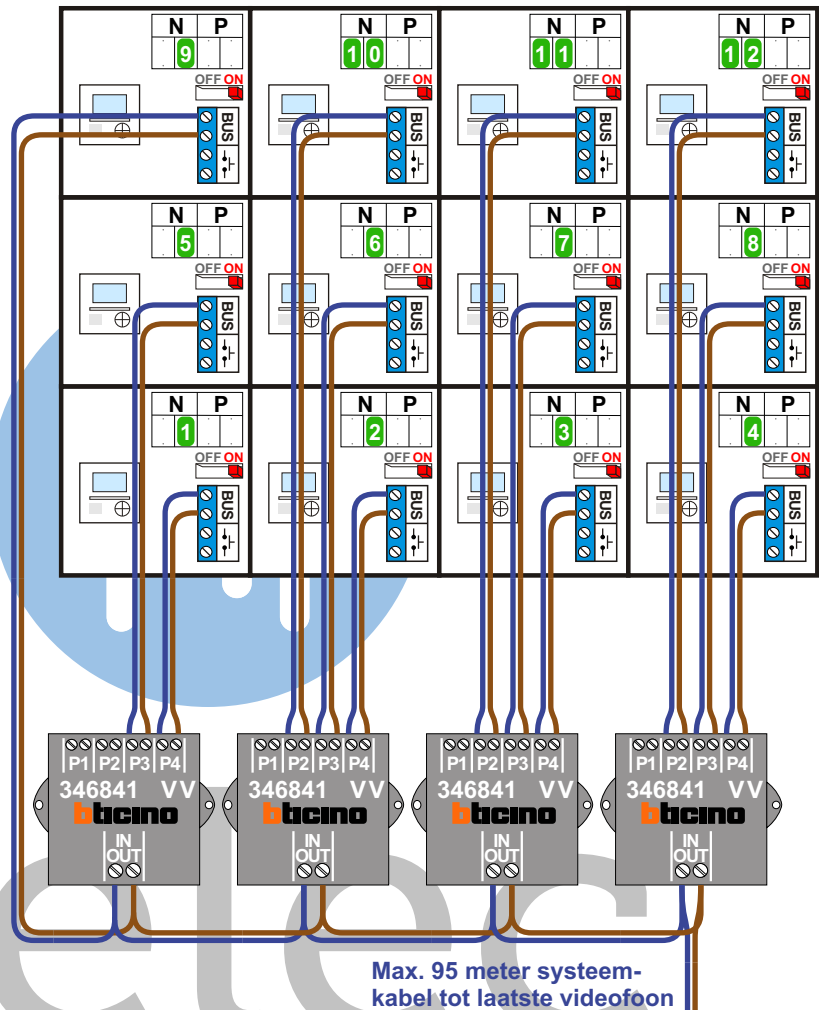 N P N P N P N P
9 10 11 12
OFF ON OFF ON OFF ON OFF ON
BUS BUS BUS BUS
N P N P N P N P
5 6 7 8
OFF ON OFF ON OFF ON OFF ON
BUS BUS BUS BUS
N P N P N P N P
1 2 3 4
OFF ON OFF ON OFF ON OFF ON
BUS BUS BUS BUS
P1 P2 P3 P4 P1 P2 P3 P4 P1 P2 P3 P4 P1 P2 P3 P4
346841 VV 346841 VV 346841 VV 346841 VV
bticino bticino bticino bticino
IN IN IN IN
OUT OUT OUT OUT
etec
Max. 95 meter systeem-
kabel tot laatste videofoon